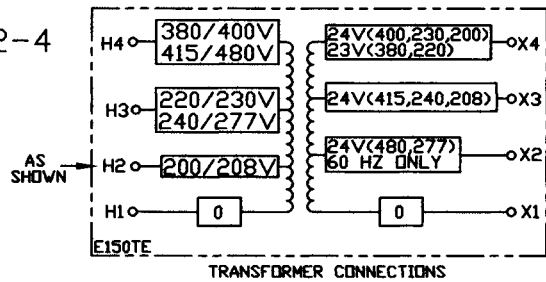 2-4
H4
380/400V
415/480V
24V(400,230,200)
23V(380,220)
X4
H3
220/230V
240/277V
24V(415,240,208)
X3
AS
SHOWN
H2
200/208V
24V(480,277)
60 HZ ONLY
X2
H1
0
0
X1
E150TE
TRANSFORMER CONNECTIONS